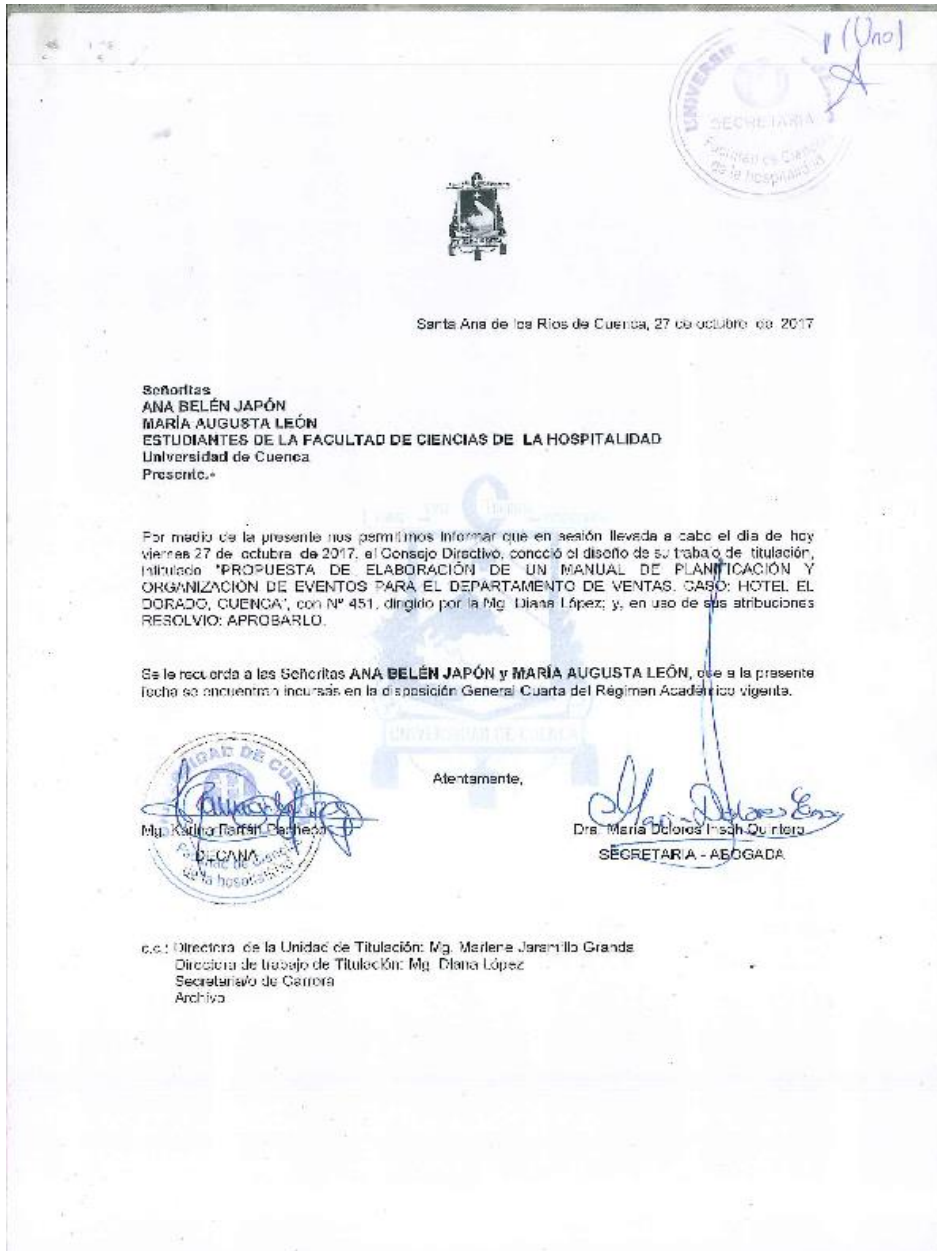 1 (Uno)
SECRETARIA
Facultad de Ciencias
de la hospitalidad
Santa Ana de los Ríos de Cuenca, 27 de octubre de 2017
Señoritas
ANA BELÉN JAPÓN
MARÍA AUGUSTA LEÓN
ESTUDIANTES DE LA FACULTAD DE CIENCIAS DE LA HOSPITALIDAD
Universidad de Cuenca
Presente.-
Por medio de la presente nos permitimos informar que en sesión llevada a cabo el día de hoy
viernes 27 de octubre de 2017, el Consejo Directivo, conoció el diseño de su trabajo de titulación,
intitulado "PROPUESTA DE ELABORACIÓN DE UN MANUAL DE PLANIFICACIÓN Y
ORGANIZACIÓN DE EVENTOS PARA EL DEPARTAMENTO DE VENTAS. CASO: HOTEL EL
DORADO, CUENCA", con Nº 451, dirigido por la Mg. Diana López; y, en uso de sus atribuciones
RESOLVIO: APROBARLO.
Se le recuerda a las Señoritas ANA BELÉN JAPÓN y MARÍA AUGUSTA LEÓN, que a la presente
fecha se encuentran incursas en la disposición General Cuarta del Régimen Académico vigente.
UNIVERSIDAD DE CUENCA
Atentamente,
Mg. Karina Farfán Pacheco
DECANA
Dra. María Dolores Quintero
SECRETARIA - ABOGADA
de la hospitalidad
c.c.: Directora de la Unidad de Titulación: Mg. Marlene Jaramillo Granda
Directora de trabajo de Titulación: Mg. Diana López
Secretaria/o de Carrera
Archivo